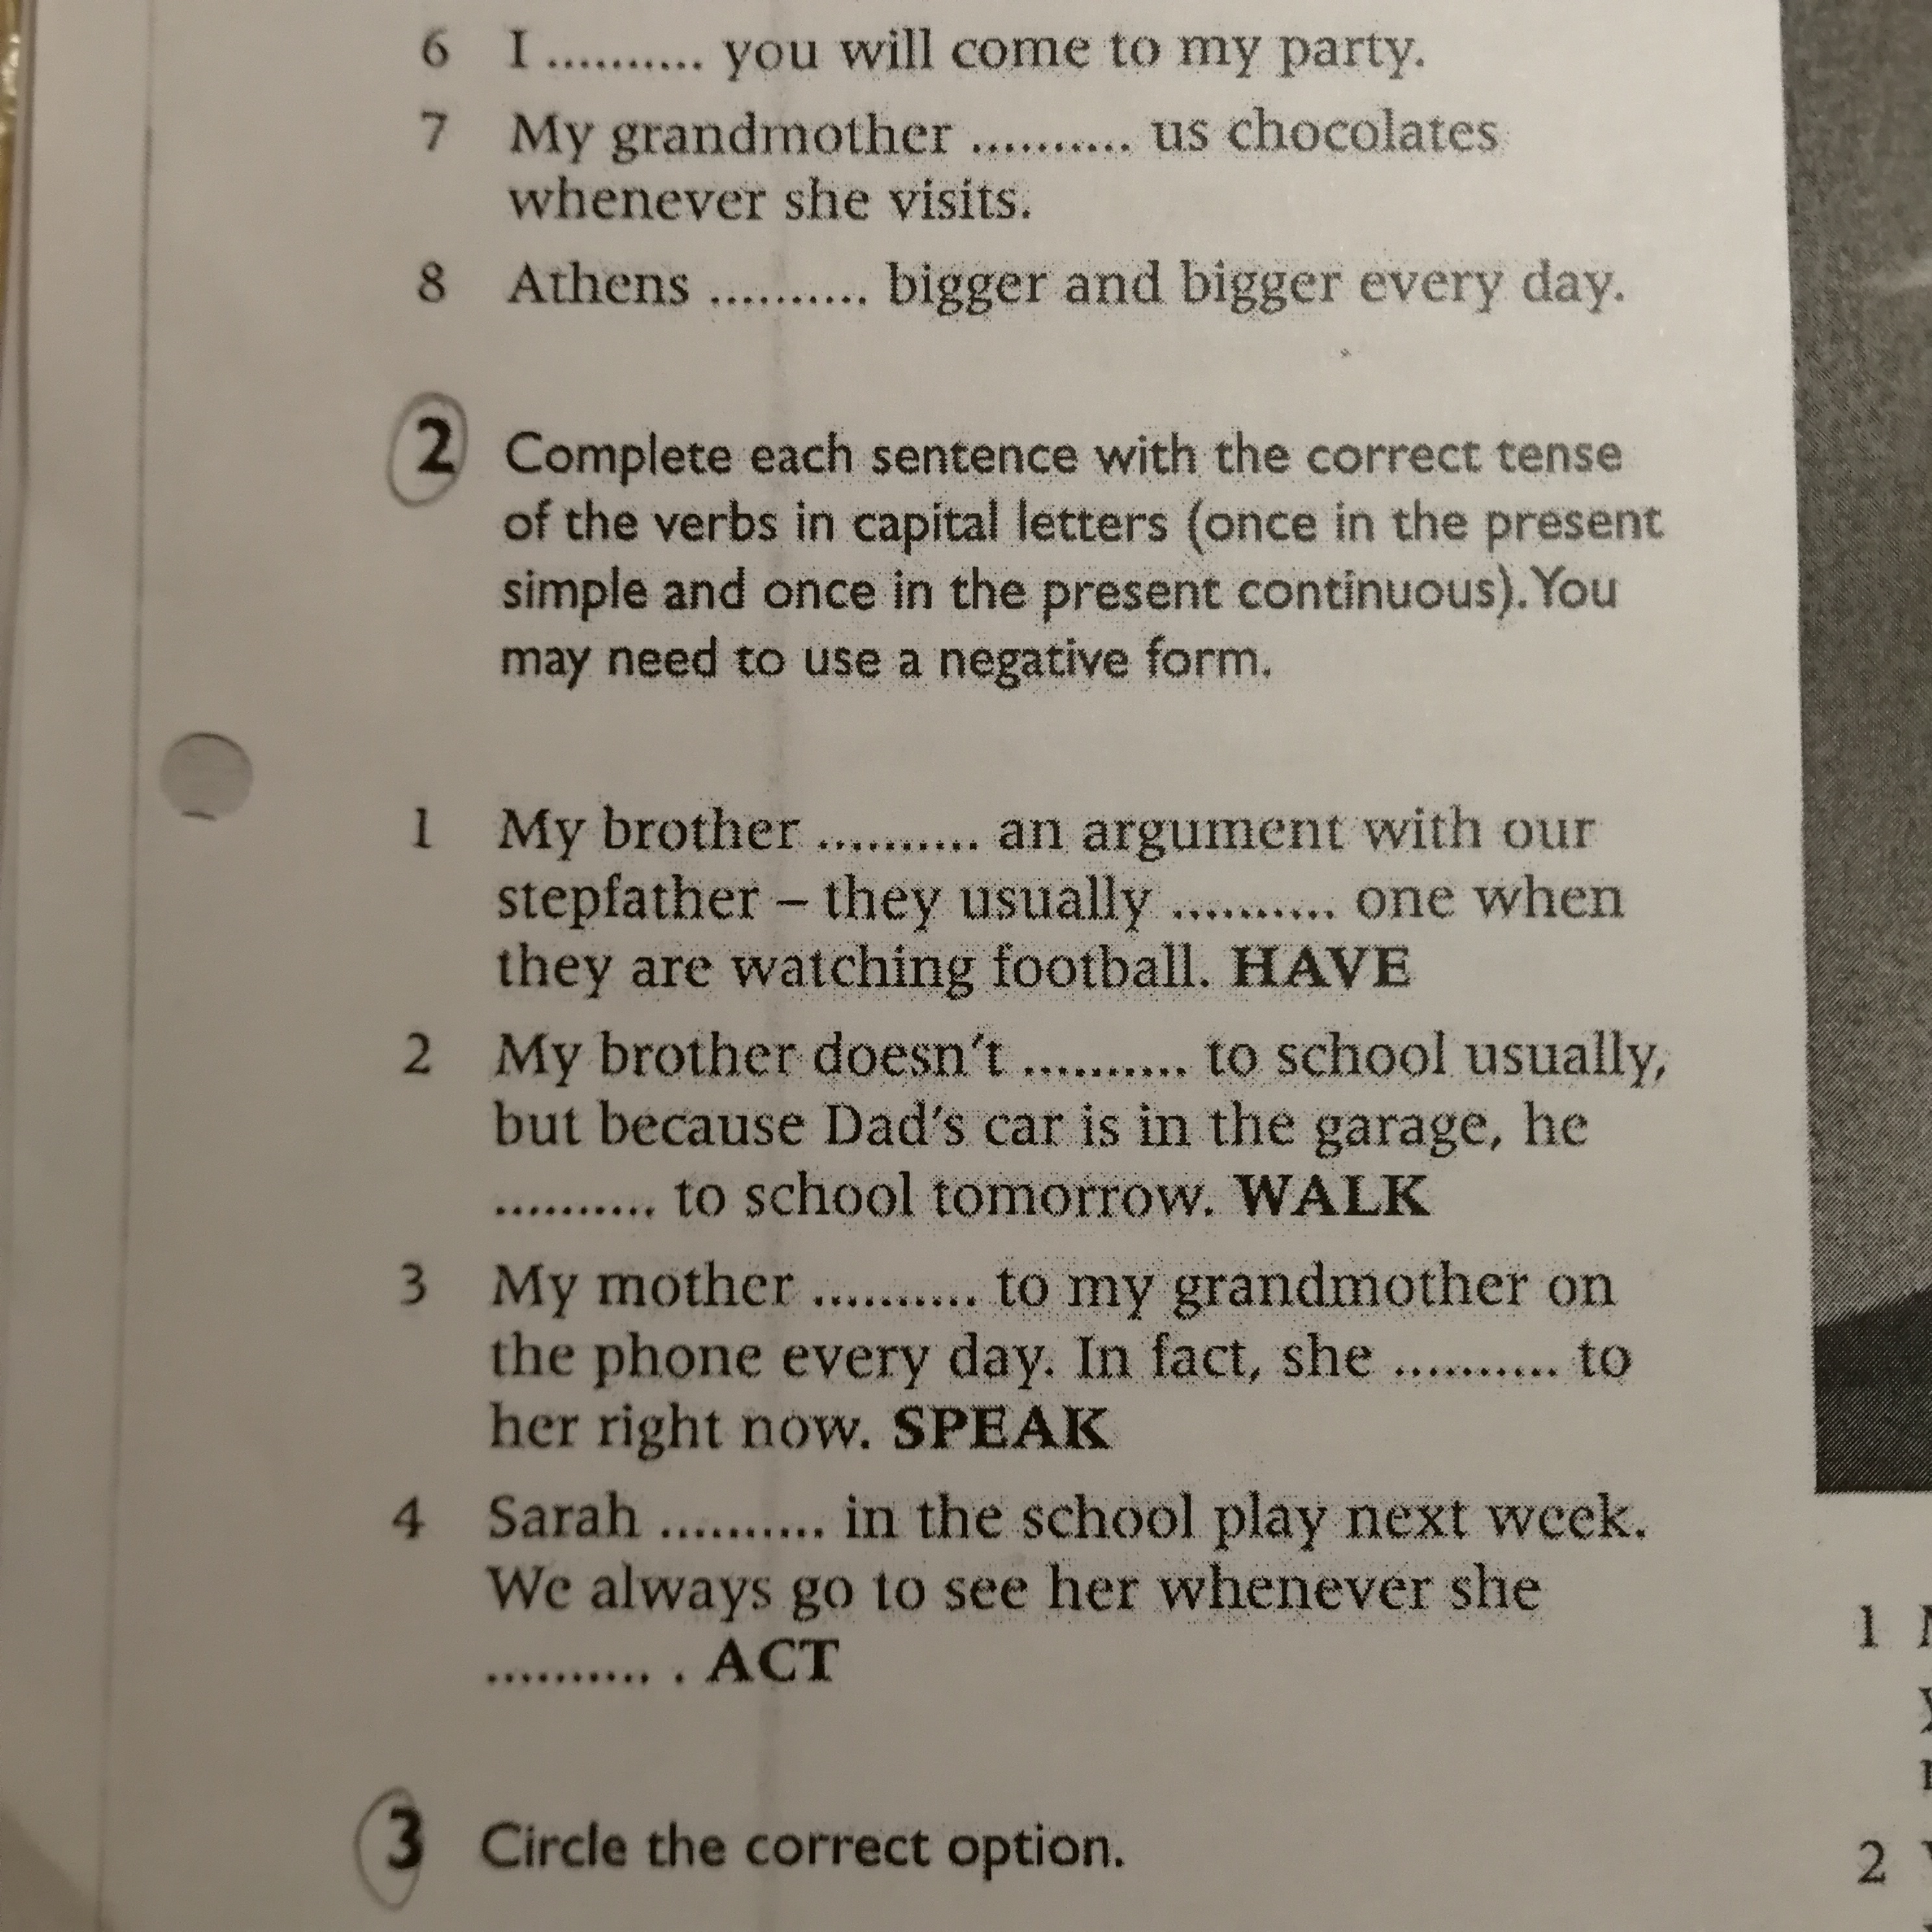 6 I .......... you will come to my party.
7 My grandmother .......... us chocolates
whenever she visits.
8 Athens .......... bigger and bigger every day.
2 Complete each sentence with the correct tense
of the verbs in capital letters (once in the present
simple and once in the present continuous). You
may need to use a negative form.
1 My brother .......... an argument with our
stepfather – they usually .......... one when
they are watching football. HAVE
2 My brother doesn't .......... to school usually,
but because Dad's car is in the garage, he
.......... to school tomorrow. WALK
3 My mother .......... to my grandmother on
the phone every day. In fact, she .......... to
her right now. SPEAK
4 Sarah .......... in the school play next week.
We always go to see her whenever she
.......... . ACT
3 Circle the correct option.
1
2